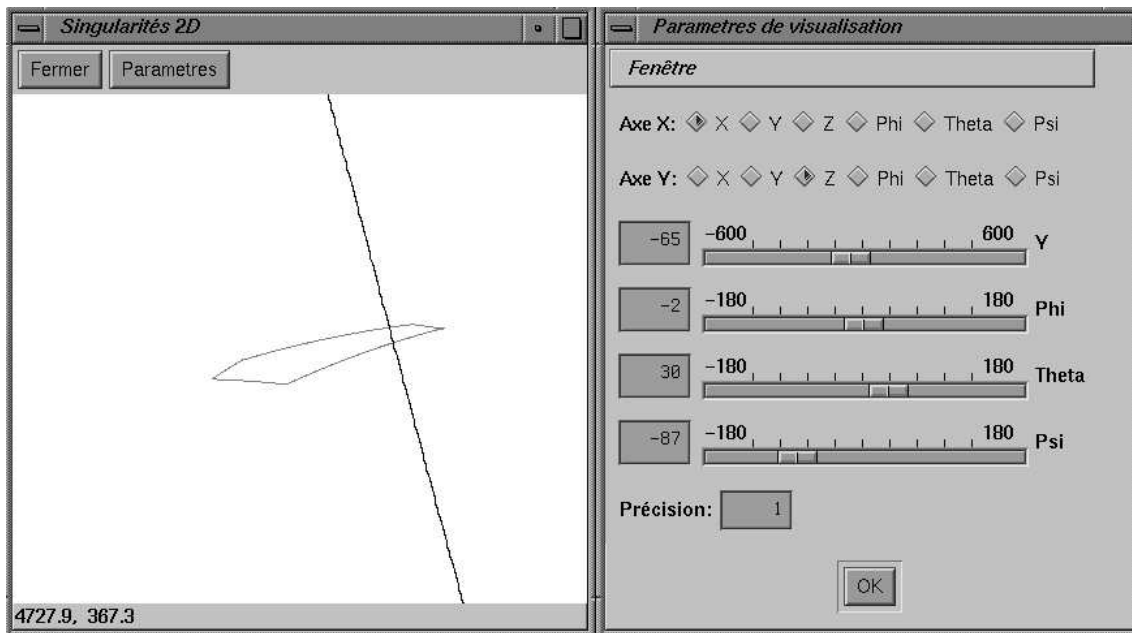 Singularités 2D
Fermer Parametres
4727.9, 367.3
Parametres de visualisation
Fenêtre
Axe X: X Y Z Phi Theta Psi
Axe Y: X Y Z Phi Theta Psi
-65 -600 600 Y
-2 -180 180 Phi
30 -180 180 Theta
-87 -180 180 Psi
Précision: 1
OK